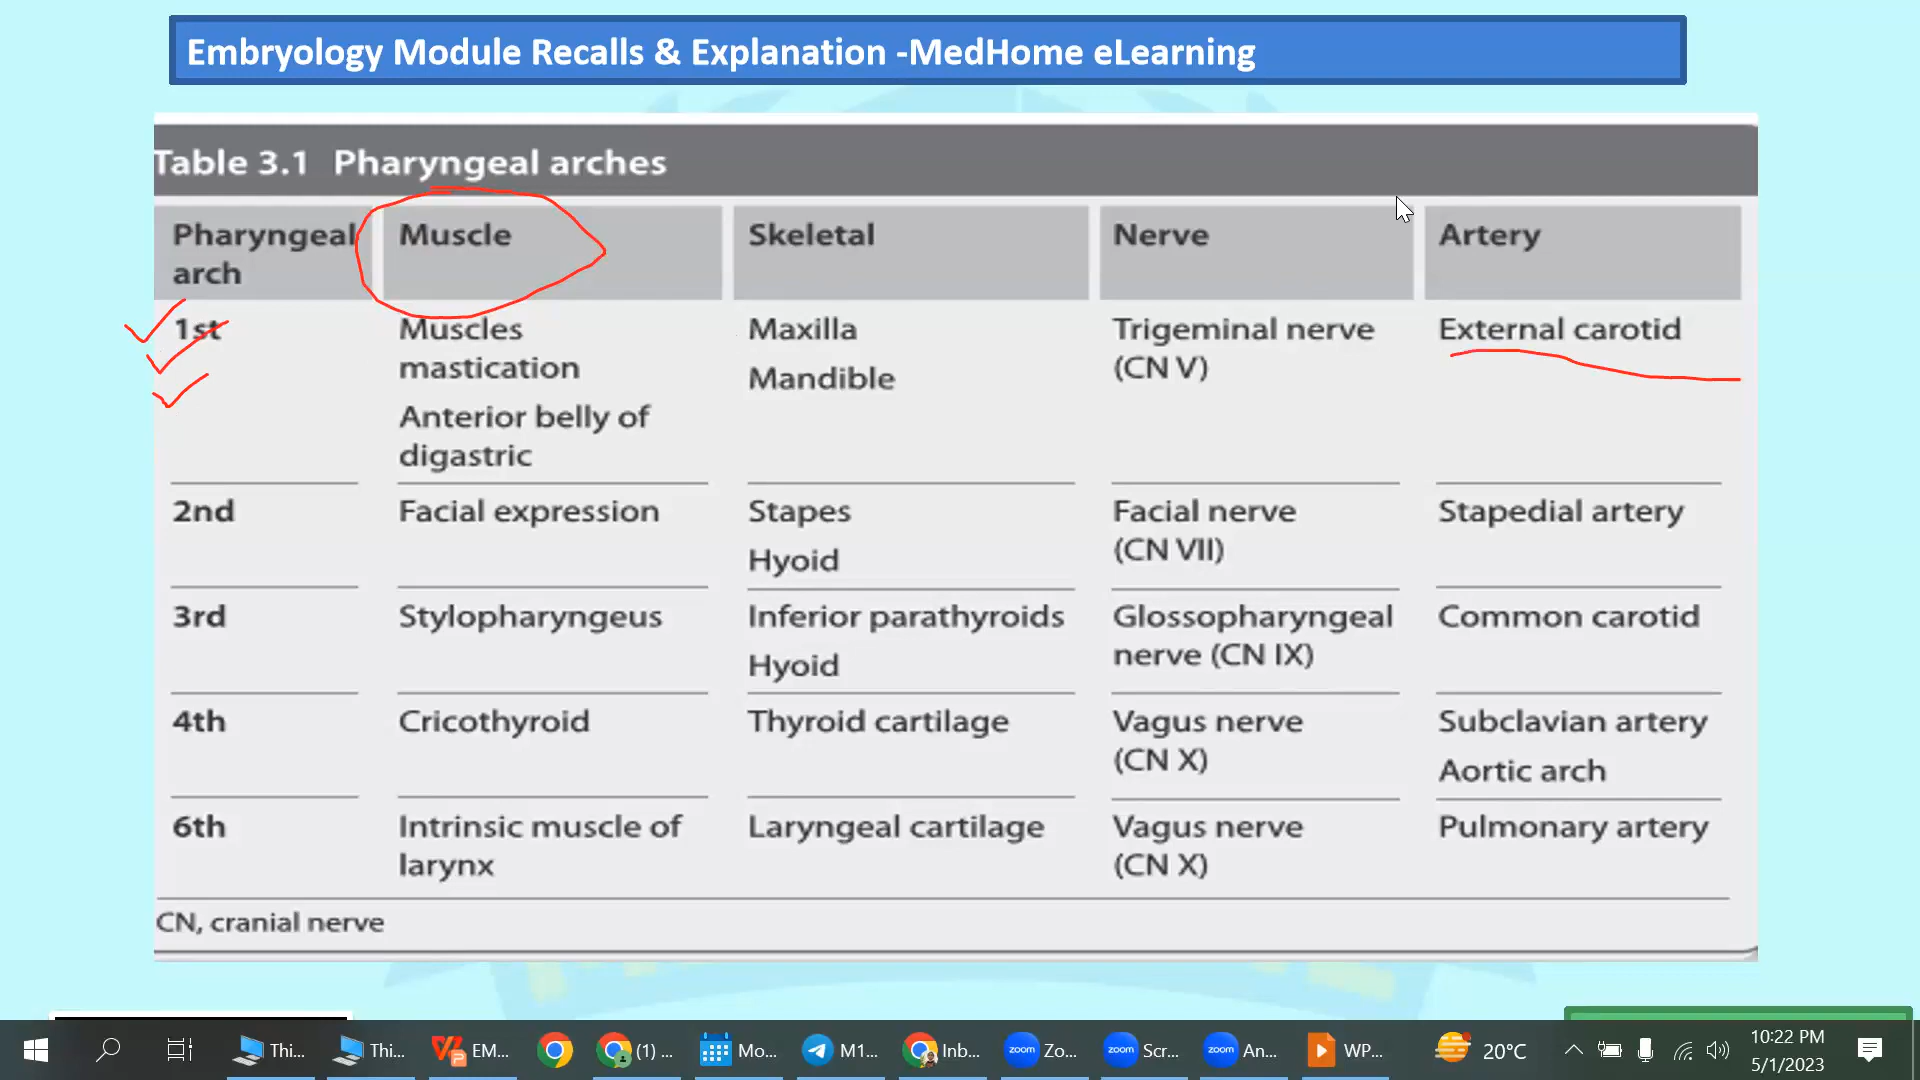 Embryology Module Recalls & Explanation -MedHome eLearning
Table 3.1 Pharyngeal arches
Pharyngeal arch
Muscle
Skeletal
Nerve
Artery
1st
Muscles
mastication
Anterior belly of
digastric
Maxilla
Mandible
Trigeminal nerve
(CN V)
External carotid
2nd
Facial expression
Stapes
Hyoid
Facial nerve
(CN VII)
Stapedial artery
3rd
Stylopharyngeus
Inferior parathyroids
Hyoid
Glossopharyngeal
nerve (CN IX)
Common carotid
4th
Cricothyroid
Thyroid cartilage
Vagus nerve
(CN X)
Subclavian artery
Aortic arch
6th
Intrinsic muscle of
larynx
Laryngeal cartilage
Vagus nerve
(CN X)
Pulmonary artery
CN, cranial nerve
Thi... Thi... EM... (1) ... Mo... M1... Inb... zoom Zo... zoom Scr... zoom An... WP... 20°C
10:22 PM
5/1/2023